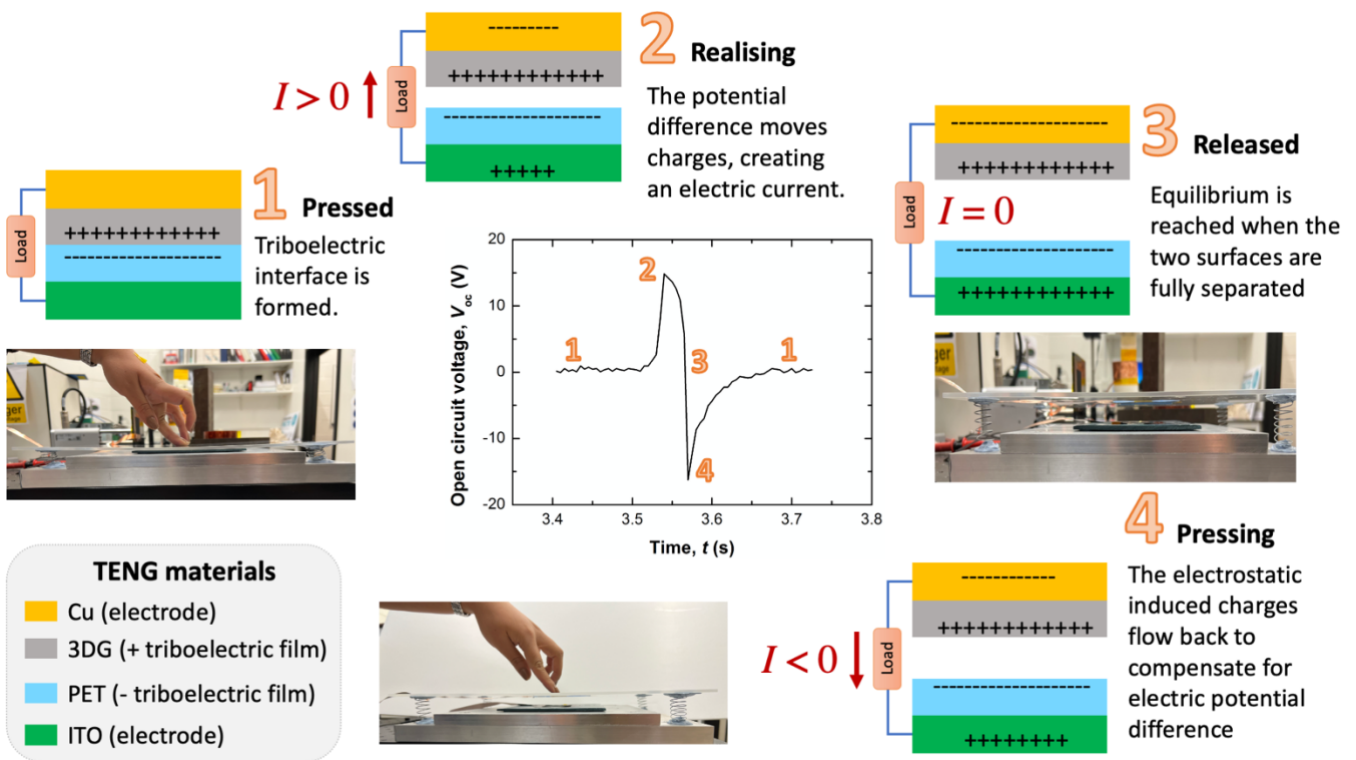 1 Pressed
Triboelectric
interface is
formed.
Load
++++++++++++
--------------------
2 Realising
The potential
difference moves
charges, creating
an electric current.
I > 0
Load
---------
++++++++++++
--------------------
+++++
3 Released
Equilibrium is
reached when the
two surfaces are
fully separated
I = 0
Load
--------------------
++++++++++++
--------------------
++++++++++++
Open circuit voltage, Voc (V)
20
10
0
-10
-20
1
2
3
4
1
3.4
3.5
3.6
3.7
3.8
Time, t (s)
4 Pressing
The electrostatic
induced charges
flow back to
compensate for
electric potential
difference
I < 0
Load
------------
++++++++++++
--------------------
++++++++
TENG materials
Cu (electrode)
3DG (+ triboelectric film)
PET (- triboelectric film)
ITO (electrode)